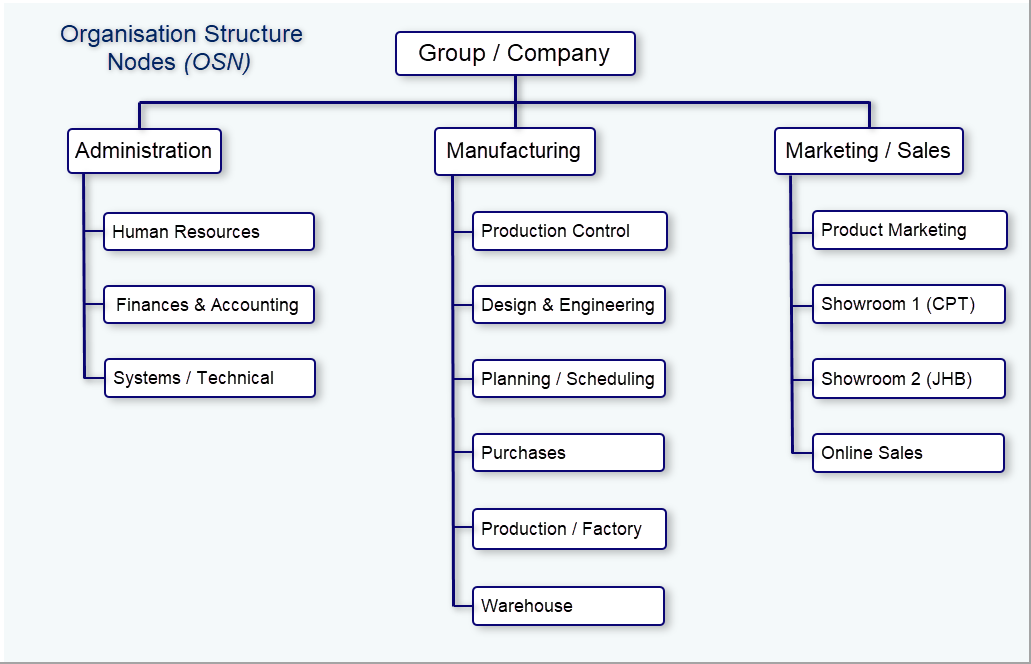 Organisation Structure
Nodes (OSN)
Group / Company
Administration
Human Resources
Finances & Accounting
Systems / Technical
Manufacturing
Production Control
Design & Engineering
Planning / Scheduling
Purchases
Production / Factory
Warehouse
Marketing / Sales
Product Marketing
Showroom 1 (CPT)
Showroom 2 (JHB)
Online Sales